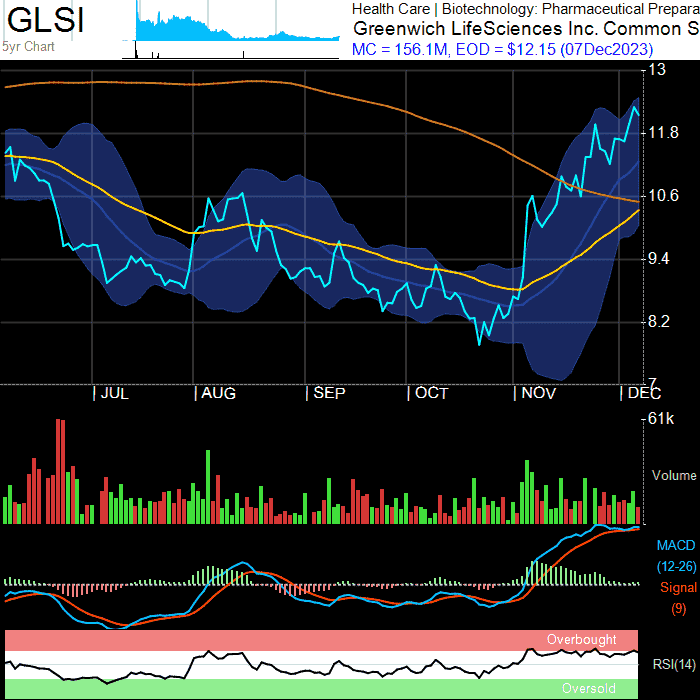 GLSI
5yr Chart
Health Care | Biotechnology: Pharmaceutical Prepara
Greenwich LifeSciences Inc. Common S
MC = 156.1M, EOD = $12.15 (07Dec2023)
13
11.8
10.6
9.4
8.2
7
JUL AUG SEP OCT NOV DEC
61k
Volume
MACD
(12-26)
Signal
(9)
Overbought
RSI(14)
Oversold